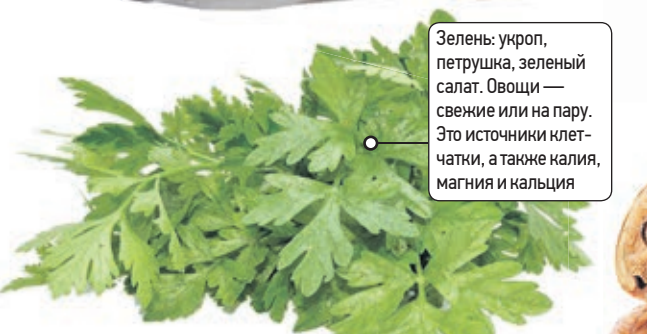 Зелень: укроп,
петрушка, зеленый
салат. Овощи —
свежие или на пару.
Это источники клет-
чатки, а также калия,
магния и кальция